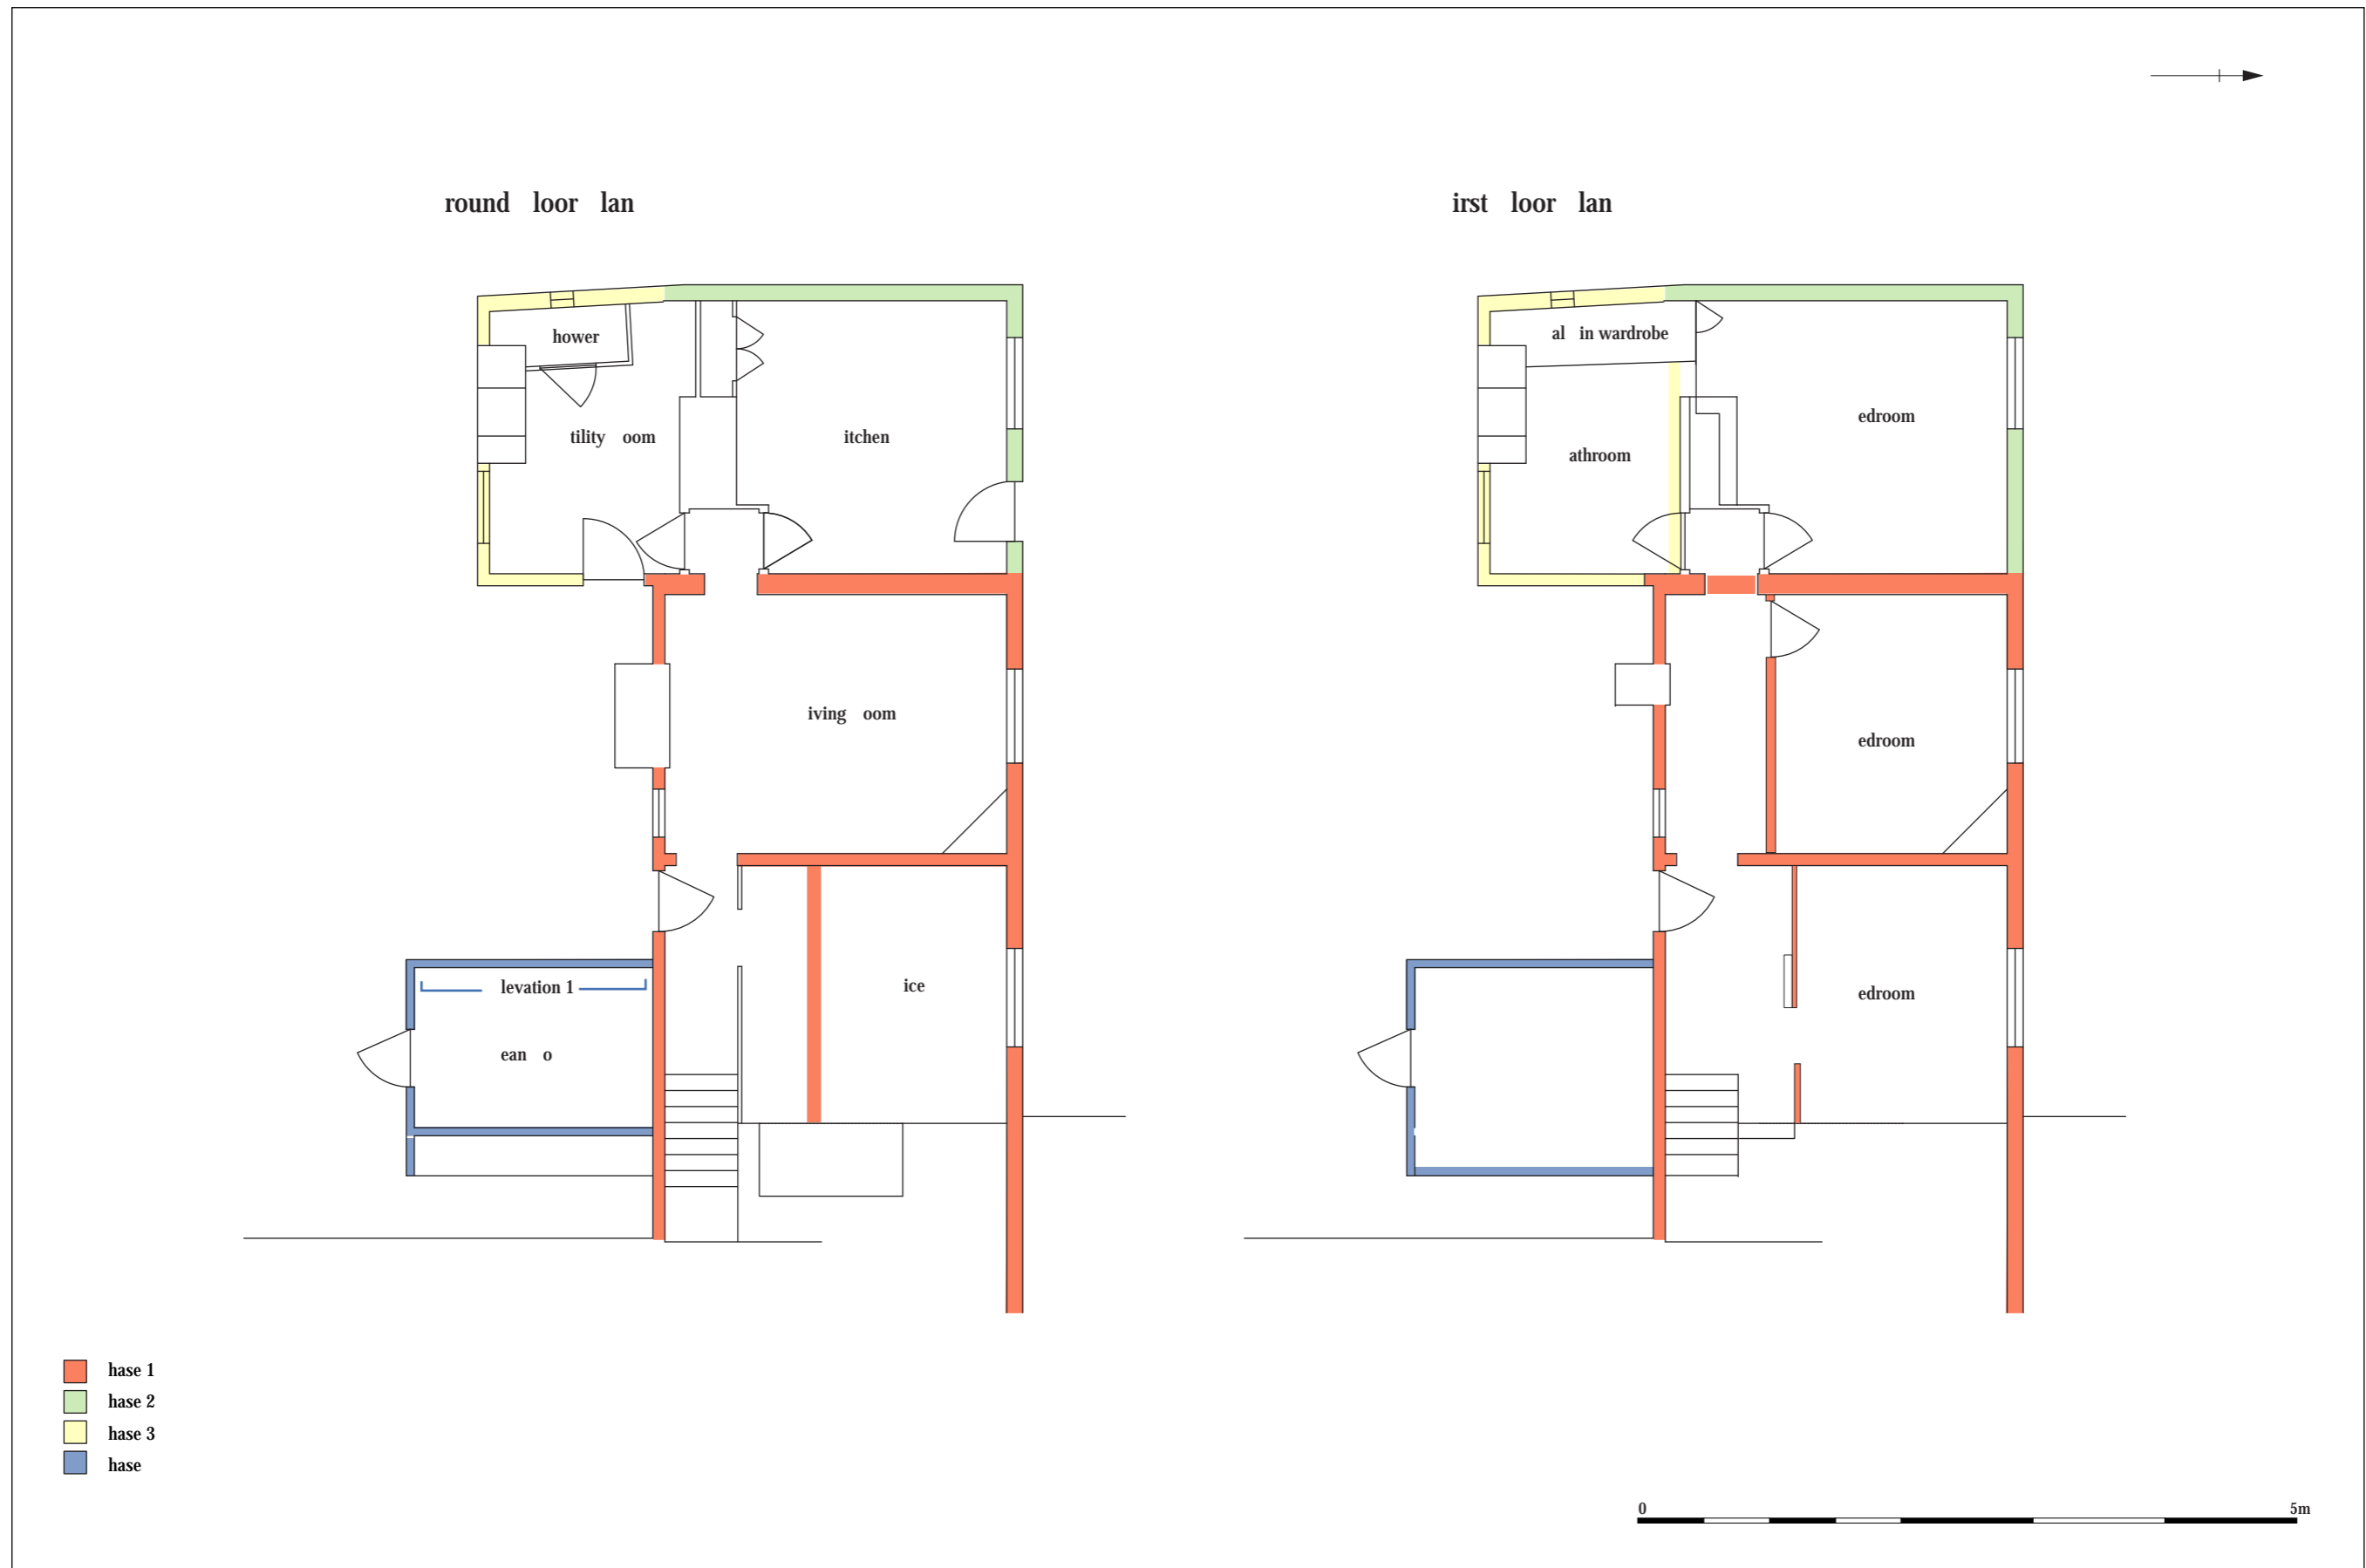 round loor lan
irst loor lan
hower
al in wardrobe
tility oom
itchen
edroom
athroom
iving oom
edroom
levation 1
ice
edroom
ean o
hase 1
hase 2
hase 3
hase
0 5m